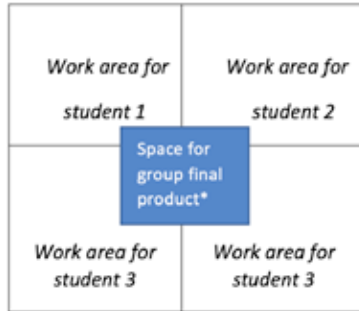 Work area for
student 1
Work area for
student 2
Space for
group final
product*
Work area for
student 3
Work area for
student 3